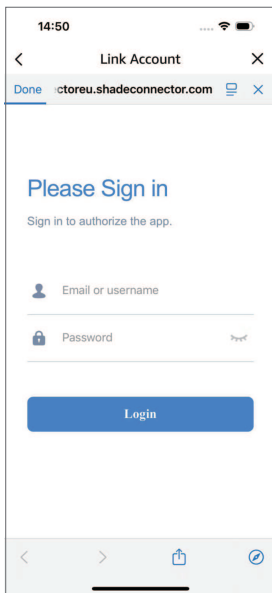 14:50
Link Account
Done ctoreu.shadeconnector.com
Please Sign in
Sign in to authorize the app.
Email or username
Password
Login